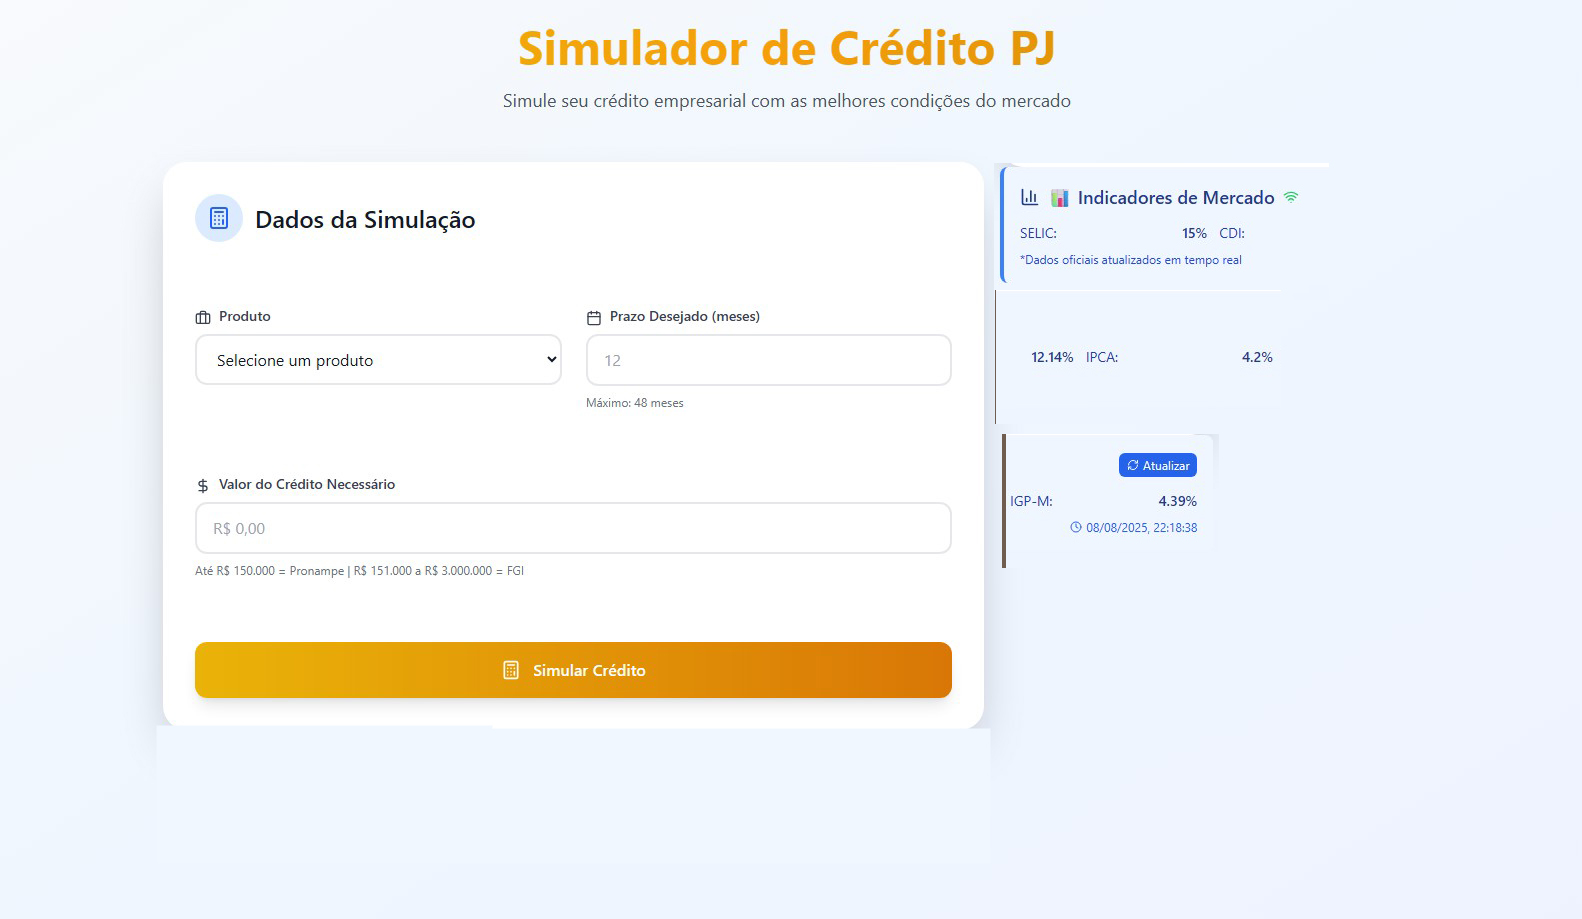 Simulador de Crédito PJ
Simule seu crédito empresarial com as melhores condições do mercado
Dados da Simulação
Produto
Selecione um produto
Prazo Desejado (meses)
12
Máximo: 48 meses
Valor do Crédito Necessário
R$ 0,00
Até R$ 150.000 = Pronampe | R$ 151.000 a R$ 3.000.000 = FGI
Simular Crédito
Indicadores de Mercado
SELIC: 15% CDI:
*Dados oficiais atualizados em tempo real
12.14% IPCA: 4.2%
Atualizar
IGP-M: 4.39%
08/08/2025, 22:18:38